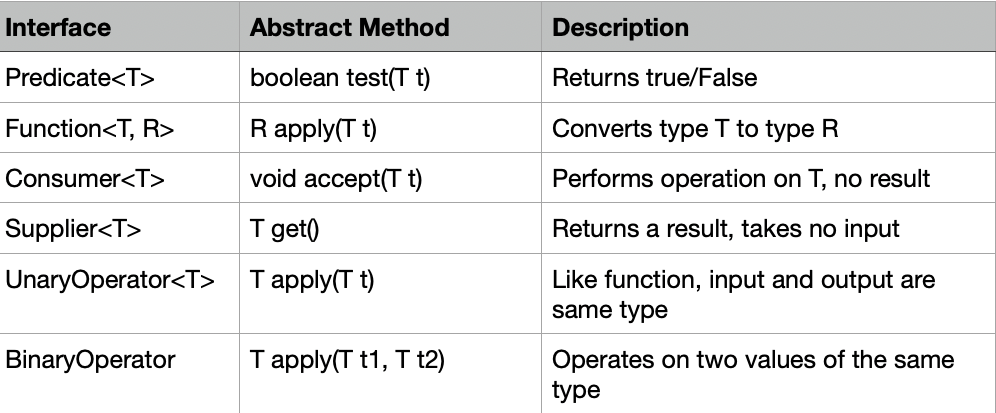 Interface Abstract Method Description
Predicate<T> boolean test(T t) Returns true/False
Function<T, R> R apply(T t) Converts type T to type R
Consumer<T> void accept(T t) Performs operation on T, no result
Supplier<T> T get() Returns a result, takes no input
UnaryOperator<T> T apply(T t) Like function, input and output are
same type
BinaryOperator T apply(T t1, T t2) Operates on two values of the same
type